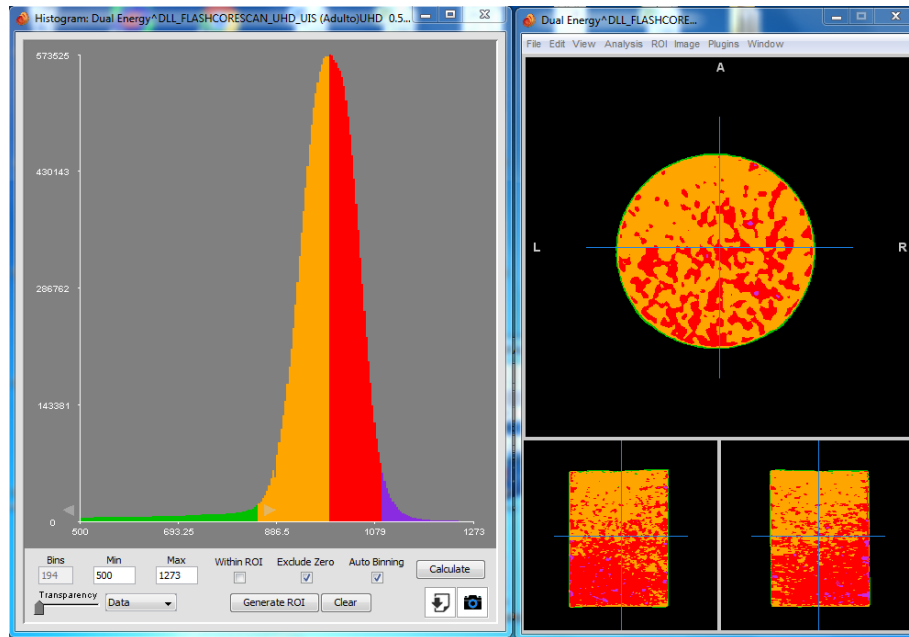 Histogram: Dual Energy^DLL_FLASHCORESCAN_UHD_UIS (Adulto)UHD 0.5...
573525
430143
286762
143381
0
500 693.25 886.5 1079 1273
Bins Min Max Within ROI Exclude Zero Auto Binning
194 500 1273 Calculate
Transparency
Data Generate ROI Clear
Dual Energy^DLL_FLASHCORE...
File Edit View Analysis ROI Image Plugins Window
A
L R